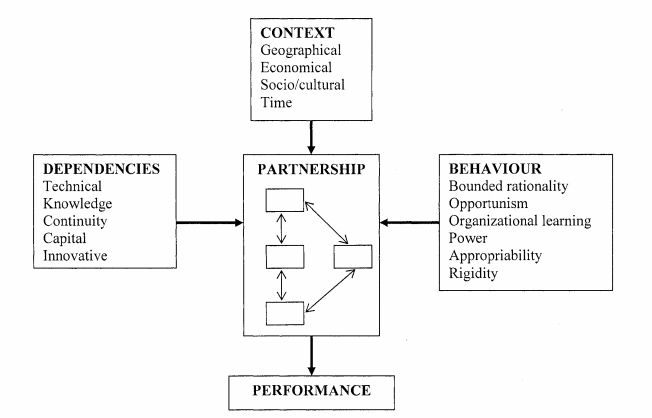 CONTEXT
Geographical
Economical
Socio/cultural
Time
DEPENDENCIES
Technical
Knowledge
Continuity
Capital
Innovative
PARTNERSHIP
BEHAVIOUR
Bounded rationality
Opportunism
Organizational learning
Power
Appropriability
Rigidity
PERFORMANCE